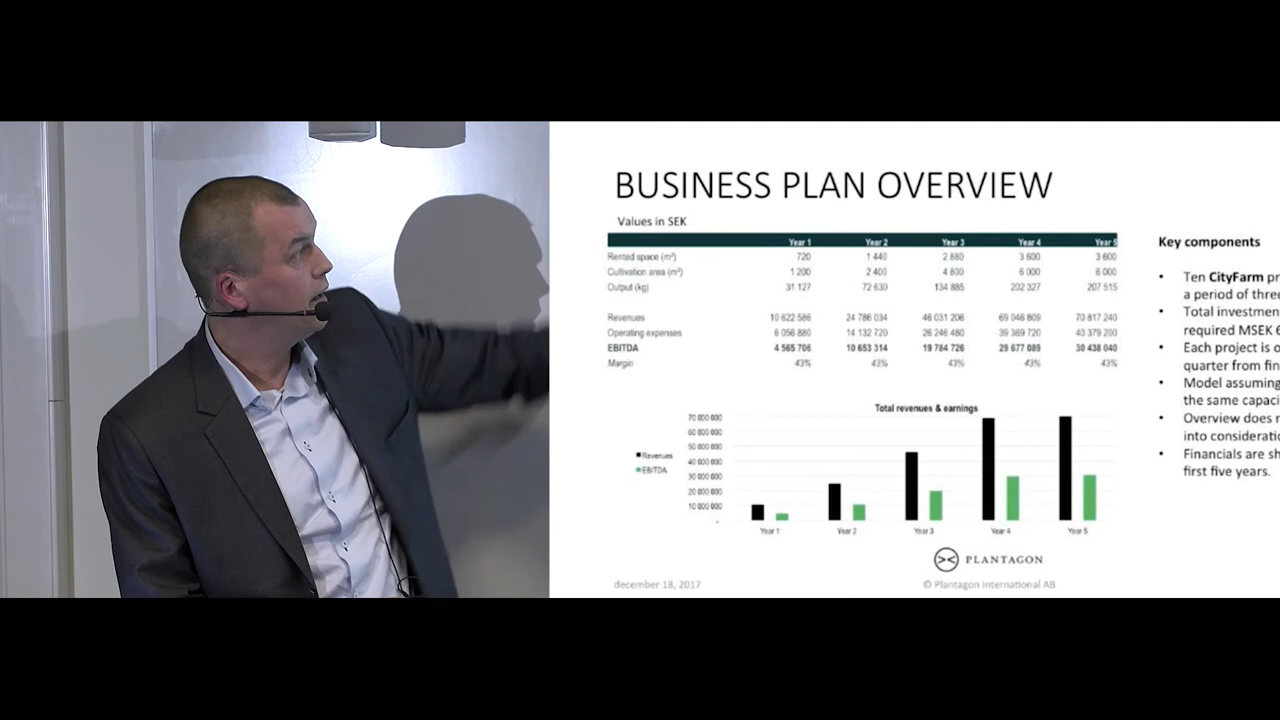 BUSINESS PLAN OVERVIEW
Values in SEK
Year 1 Year 2 Year 3 Year 4 Year 5
Rented space (m²) 720 1 440 2 880 3 600 3 600
Cultivation area (m²) 1 200 2 400 4 800 6 000 6 000
Output (kg) 31 127 72 630 134 885 202 327 207 515
Revenues 10 622 586 24 786 034 46 031 206 69 046 809 70 817 240
Operating expenses 6 056 880 14 132 720 26 246 480 39 369 720 40 379 200
EBITDA 4 565 706 10 653 314 19 784 726 29 677 089 30 438 040
Margin 43% 43% 43% 43% 43%
Total revenues & earnings
70 000 000
60 000 000
50 000 000
40 000 000
30 000 000
20 000 000
10 000 000
-
Revenues
EBITDA
Year 1 Year 2 Year 3 Year 4 Year 5
Key components
• Ten CityFarm pr
a period of three
• Total investmen
required MSEK 6
• Each project is o
quarter from fin
• Model assuming
the same capaci
• Overview does n
into consideratio
• Financials are sh
first five years.
PLANTAGON
december 18, 2017
© Plantagon International AB